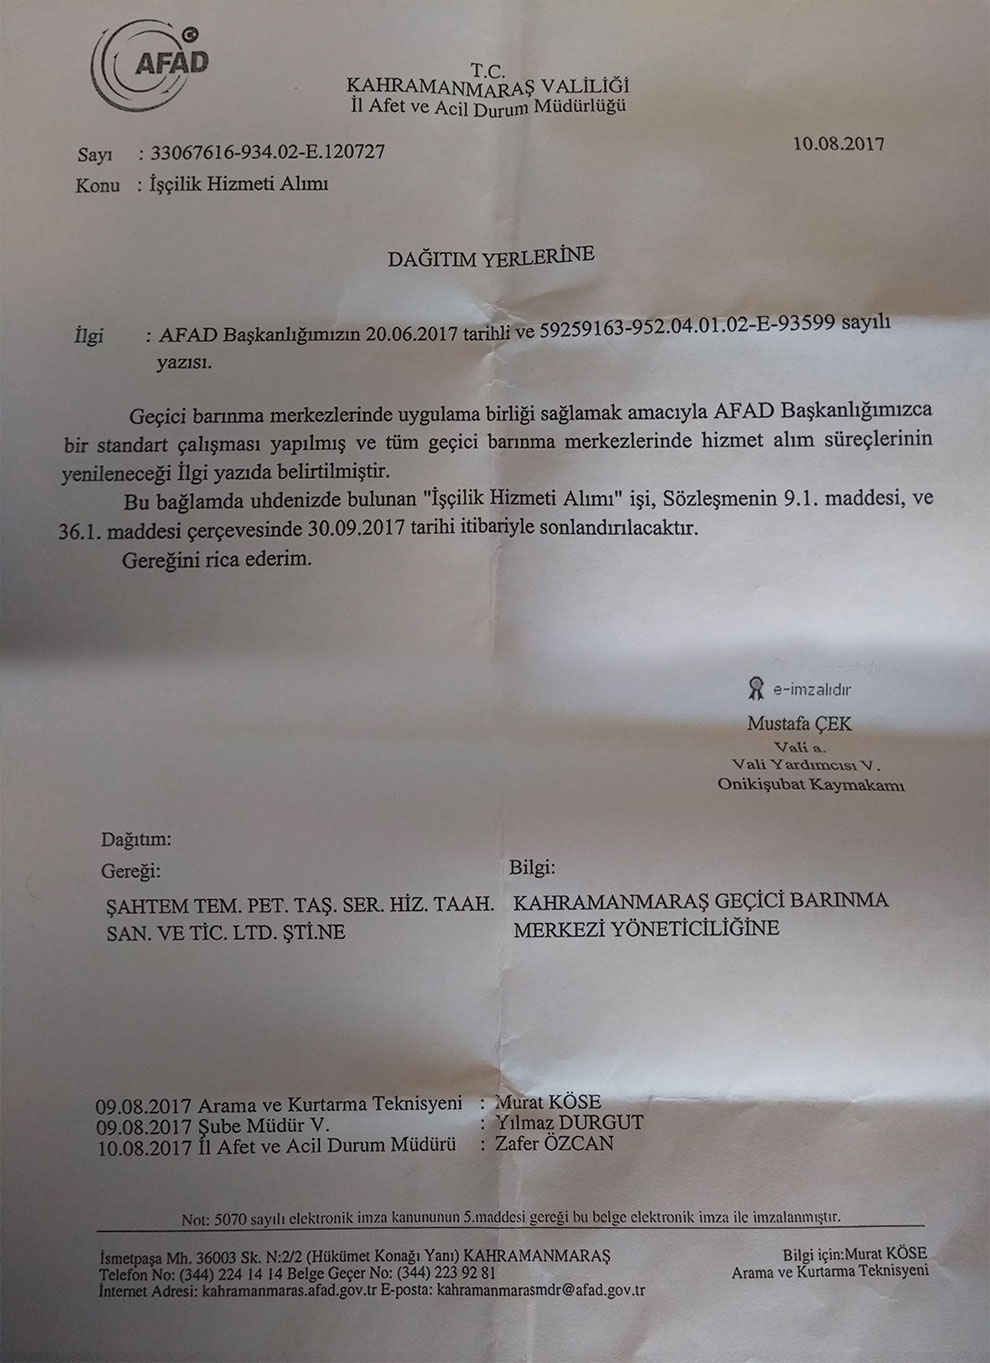 AFAD
T.C.
KAHRAMANMARAŞ VALİLİĞİ
İl Afet ve Acil Durum Müdürlüğü
10.08.2017
Sayı : 33067616-934.02-E.120727
Konu : İşçilik Hizmeti Alımı
DAĞITIM YERLERİNE
İlgi : AFAD Başkanlığımızın 20.06.2017 tarihli ve 59259163-952.04.01.02-E-93599 sayılı
yazısı.
Geçici barınma merkezlerinde uygulama birliği sağlamak amacıyla AFAD Başkanlığımızca
bir standart çalışması yapılmış ve tüm geçici barınma merkezlerinde hizmet alım süreçlerinin
yenileneceği İlgi yazıda belirtilmiştir.
Bu bağlamda uhdenizde bulunan "İşçilik Hizmeti Alımı" işi, Sözleşmenin 9.1. maddesi, ve
36.1. maddesi çerçevesinde 30.09.2017 tarihi itibariyle sonlandırılacaktır.
Gereğini rica ederim.
e-imzalıdır
Mustafa ÇEK
Vali a.
Vali Yardımcısı V.
Onikişubat Kaymakamı
Dağıtım:
Gereği:
ŞAHTEM TEM. PET. TAŞ. SER. HİZ. TAAH.
SAN. VE TİC. LTD. ŞTİ.NE
Bilgi:
KAHRAMANMARAŞ GEÇİCİ BARINMA
MERKEZİ YÖNETİCİLİĞİNE
09.08.2017 Arama ve Kurtarma Teknisyeni : Murat KÖSE
09.08.2017 Şube Müdür V. : Yılmaz DURGUT
10.08.2017 İl Afet ve Acil Durum Müdürü : Zafer ÖZCAN
Not: 5070 sayılı elektronik imza kanununun 5.maddesi gereği bu belge elektronik imza ile imzalanmıştır.
İsmetpaşa Mh. 36003 Sk. N:2/2 (Hükümet Konağı Yanı) KAHRAMANMARAŞ
Telefon No: (344) 224 14 14 Belge Geçer No: (344) 223 92 81
İnternet Adresi: kahramanmaras.afad.gov.tr E-posta: kahramanmarasmdr@afad.gov.tr
Bilgi için:Murat KÖSE
Arama ve Kurtarma Teknisyeni